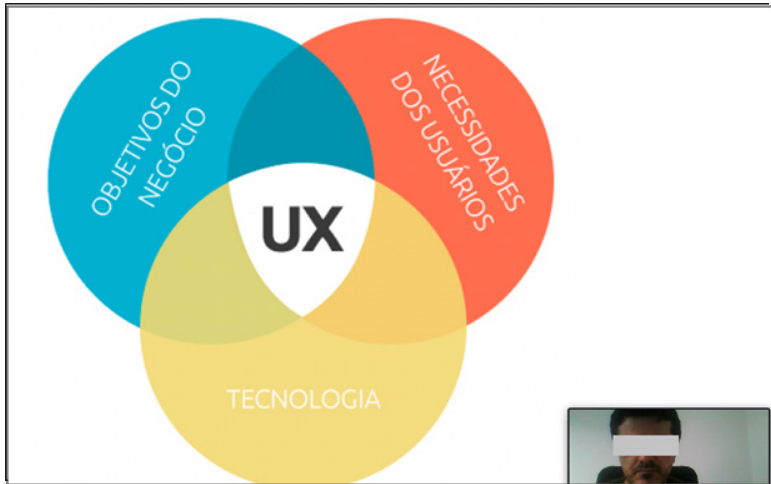 OBJETIVOS DO
NEGÓCIO
NECESSIDADES
DOS USUÁRIOS
UX
TECNOLOGIA